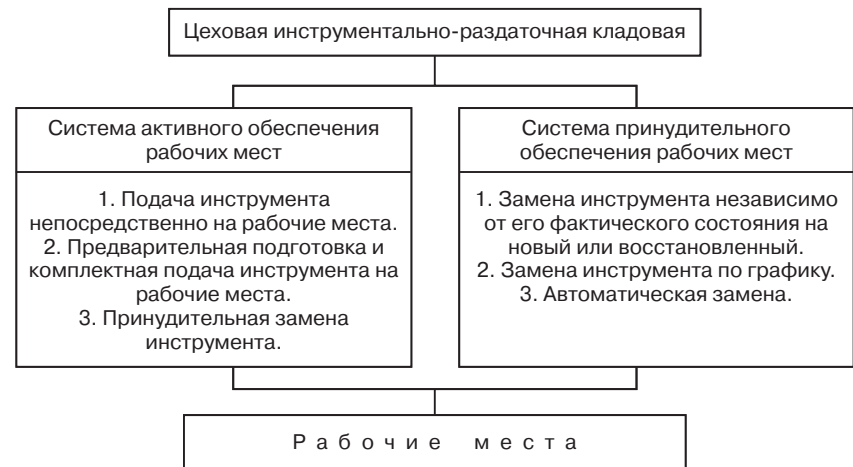 Цеховая инструментально-раздаточная кладовая
Система активного обеспечения
рабочих мест
1. Подача инструмента
непосредственно на рабочие места.
2. Предварительная подготовка и
комплектная подача инструмента на
рабочие места.
3. Принудительная замена
инструмента.
Система принудительного
обеспечения рабочих мест
1. Замена инструмента независимо
от его фактического состояния на
новый или восстановленный.
2. Замена инструмента по графику.
3. Автоматическая замена.
Рабочие места